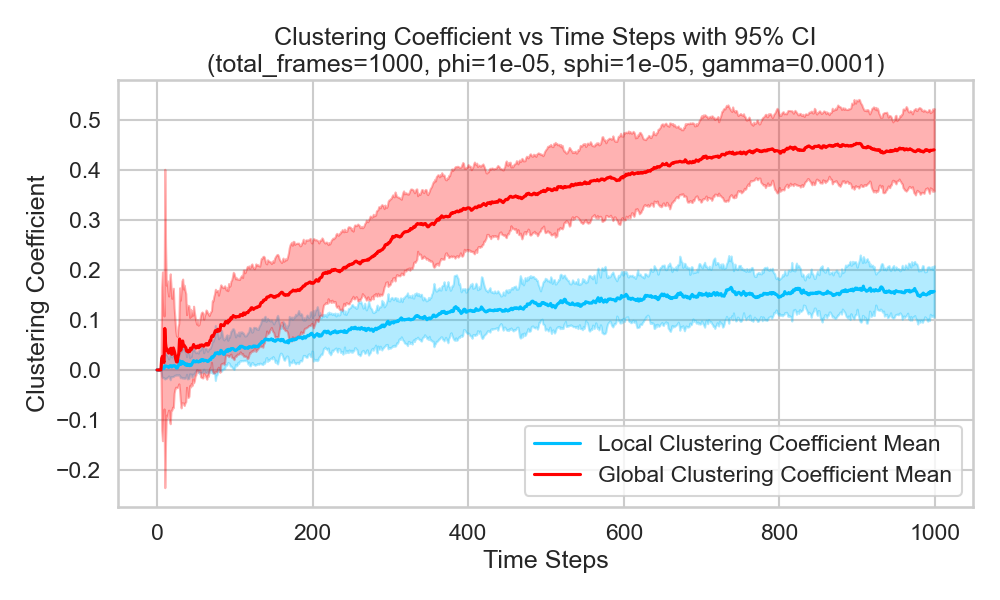 Clustering Coefficient vs Time Steps with 95% CI
(total_frames=1000, phi=1e-05, sphi=1e-05, gamma=0.0001)
Clustering Coefficient
0.5
0.4
0.3
0.2
0.1
0.0
−0.1
−0.2
Local Clustering Coefficient Mean
Global Clustering Coefficient Mean
0 200 400 600 800 1000
Time Steps